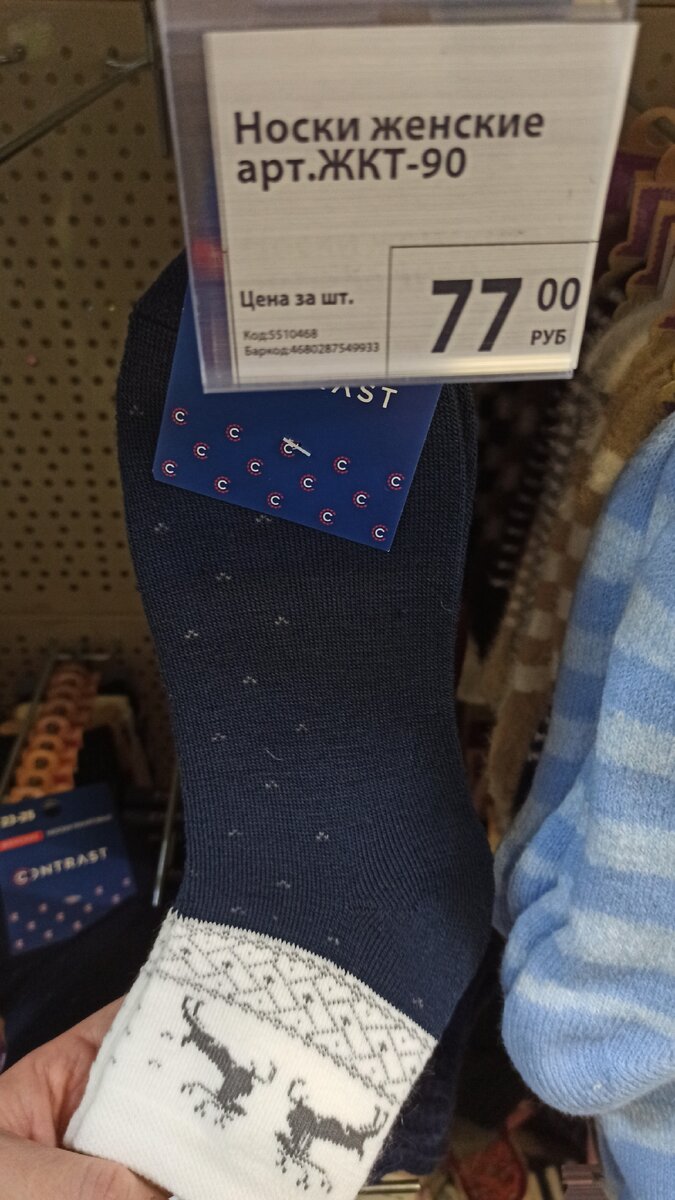 Носки женские
арт.ЖКТ-90
Цена за шт.
77 00
РУБ
Код:5510468
Баркод:4680287549933
CONTRAST